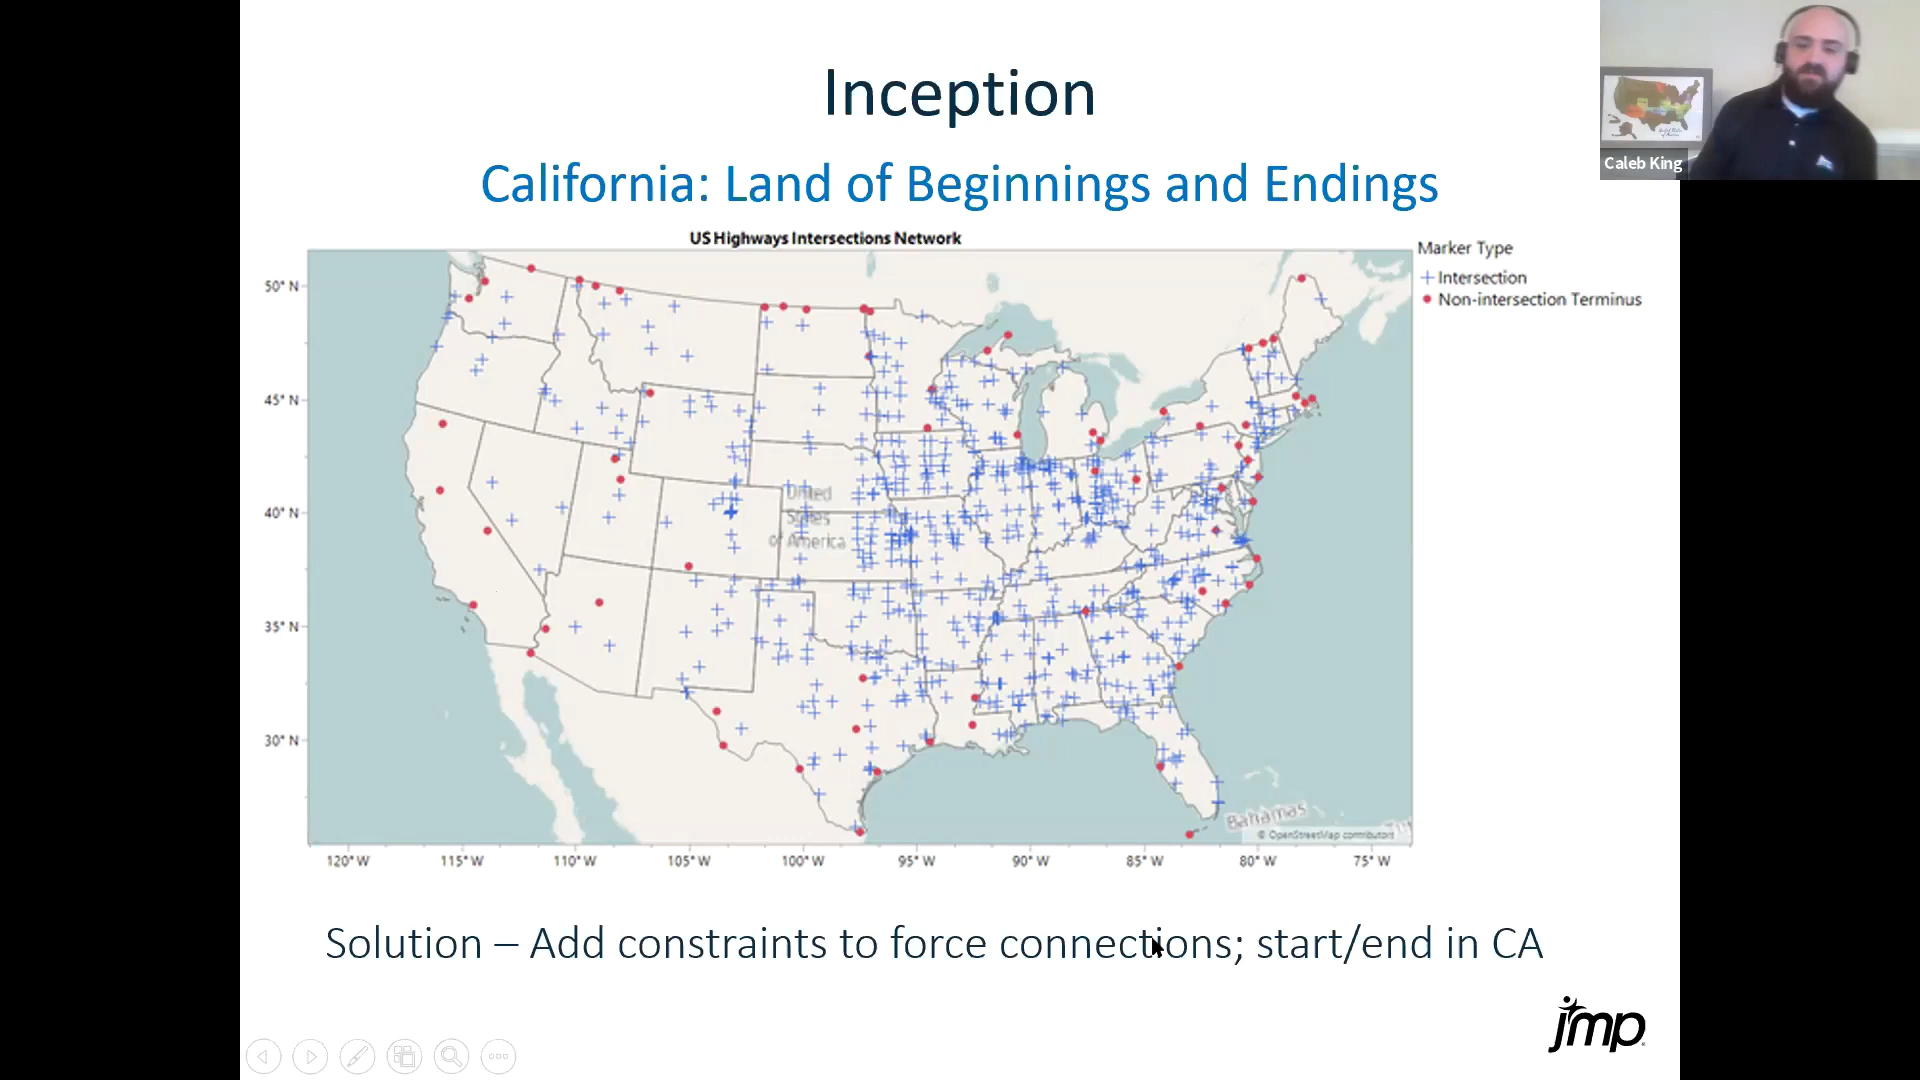 Inception
California: Land of Beginnings and Endings
US Highways Intersections Network
Marker Type
Intersection
Non-intersection Terminus
50° N
45° N
40° N
35° N
30° N
United
States
of America
Bahamas
© OpenStreetMap contributors
120° W
115° W
110° W
105° W
100° W
95° W
90° W
85° W
80° W
75° W
Solution – Add constraints to force connections; start/end in CA
jmp
Caleb King